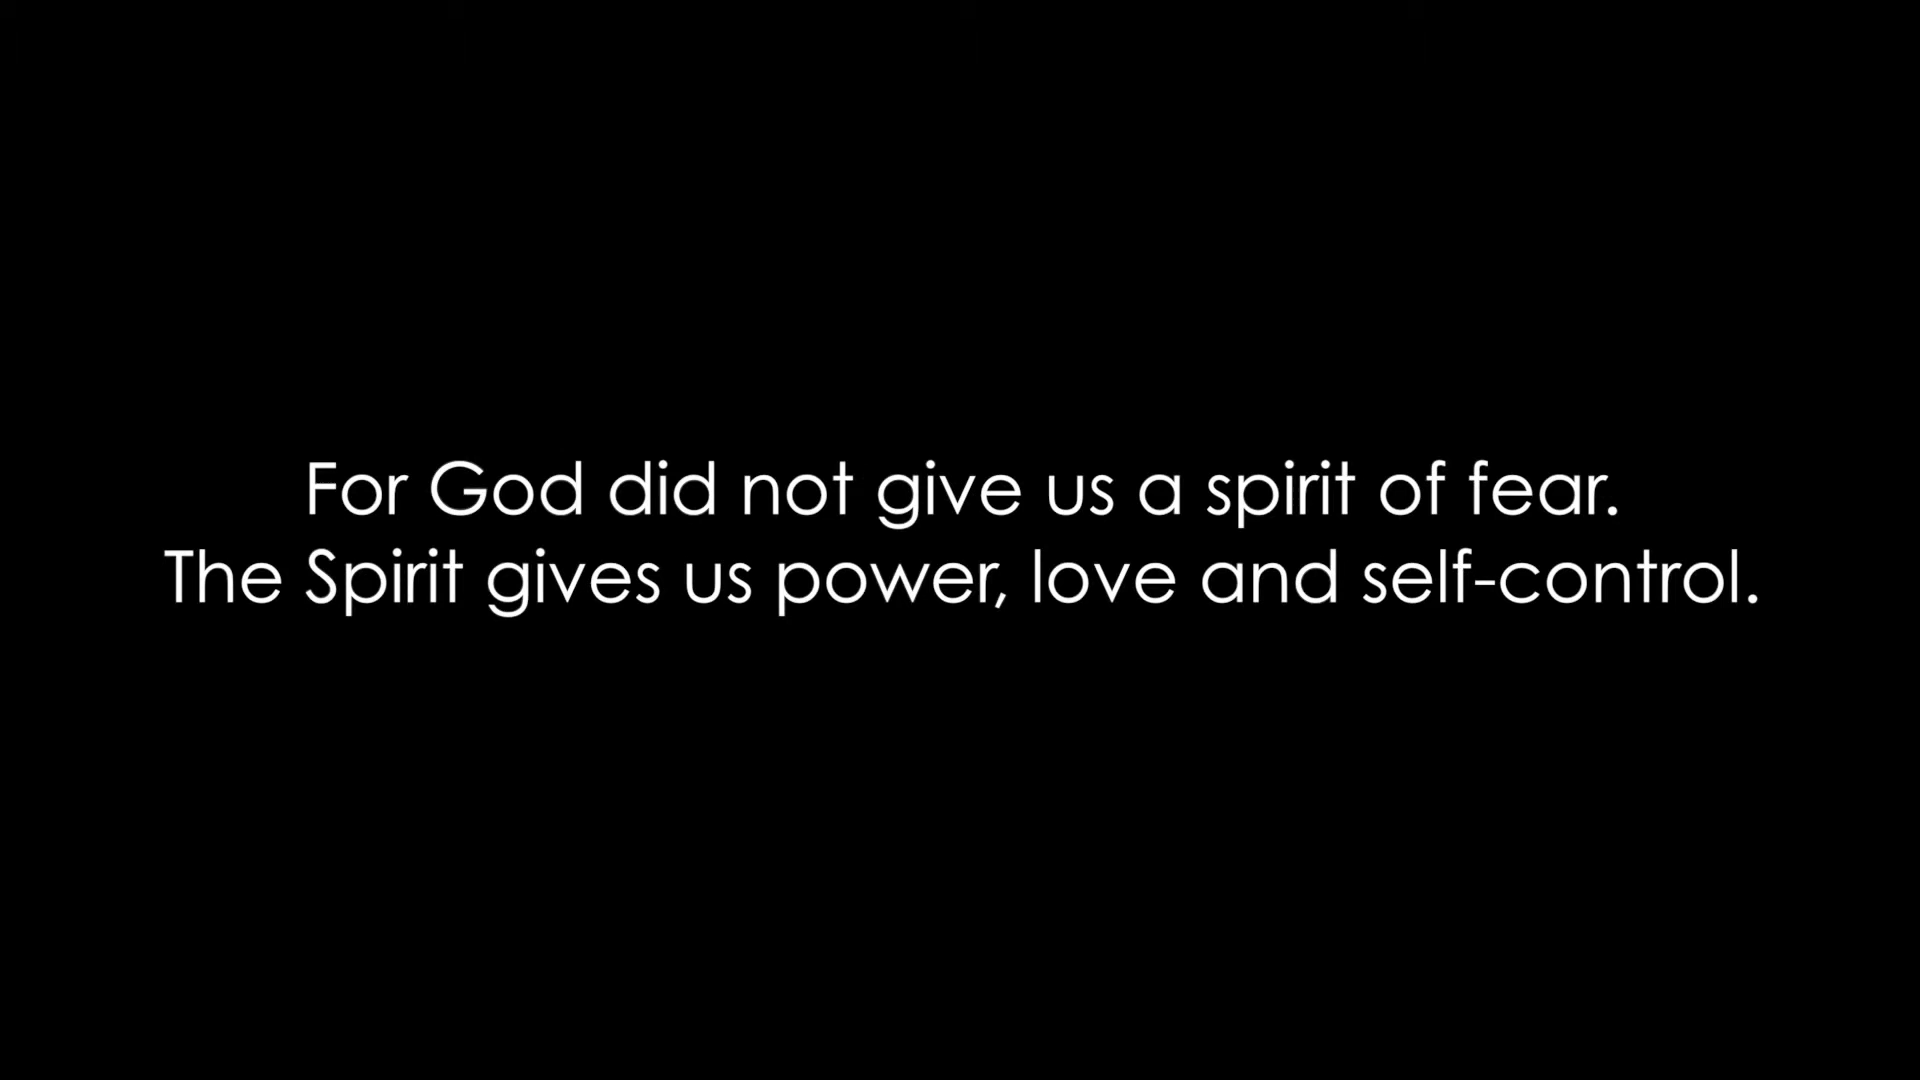 For God did not give us a spirit of fear.
The Spirit gives us power, love and self-control.